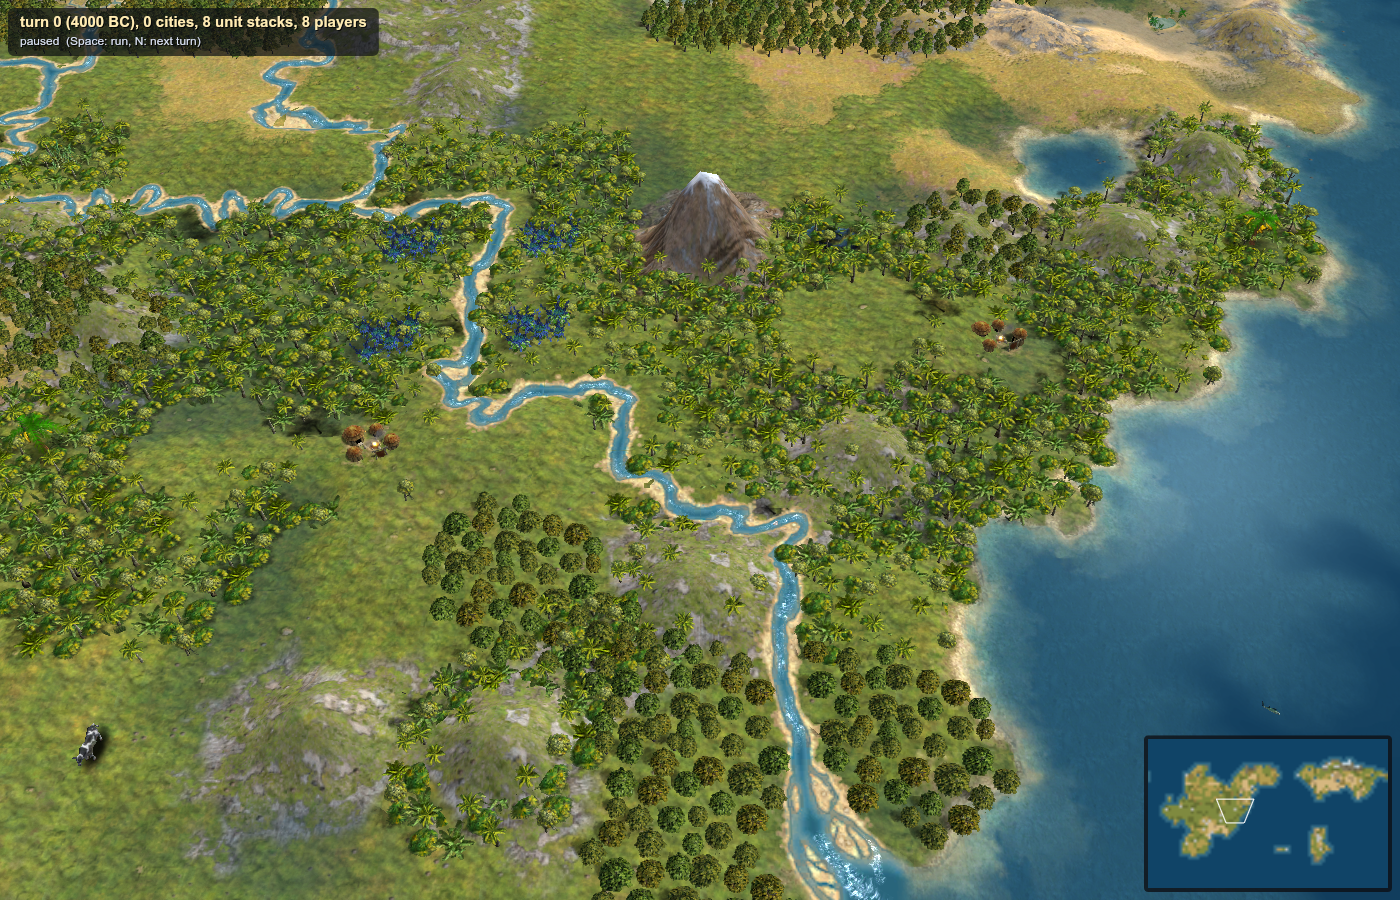 turn 0 (4000 BC), 0 cities, 8 unit stacks, 8 players
paused (Space: run, N: next turn)